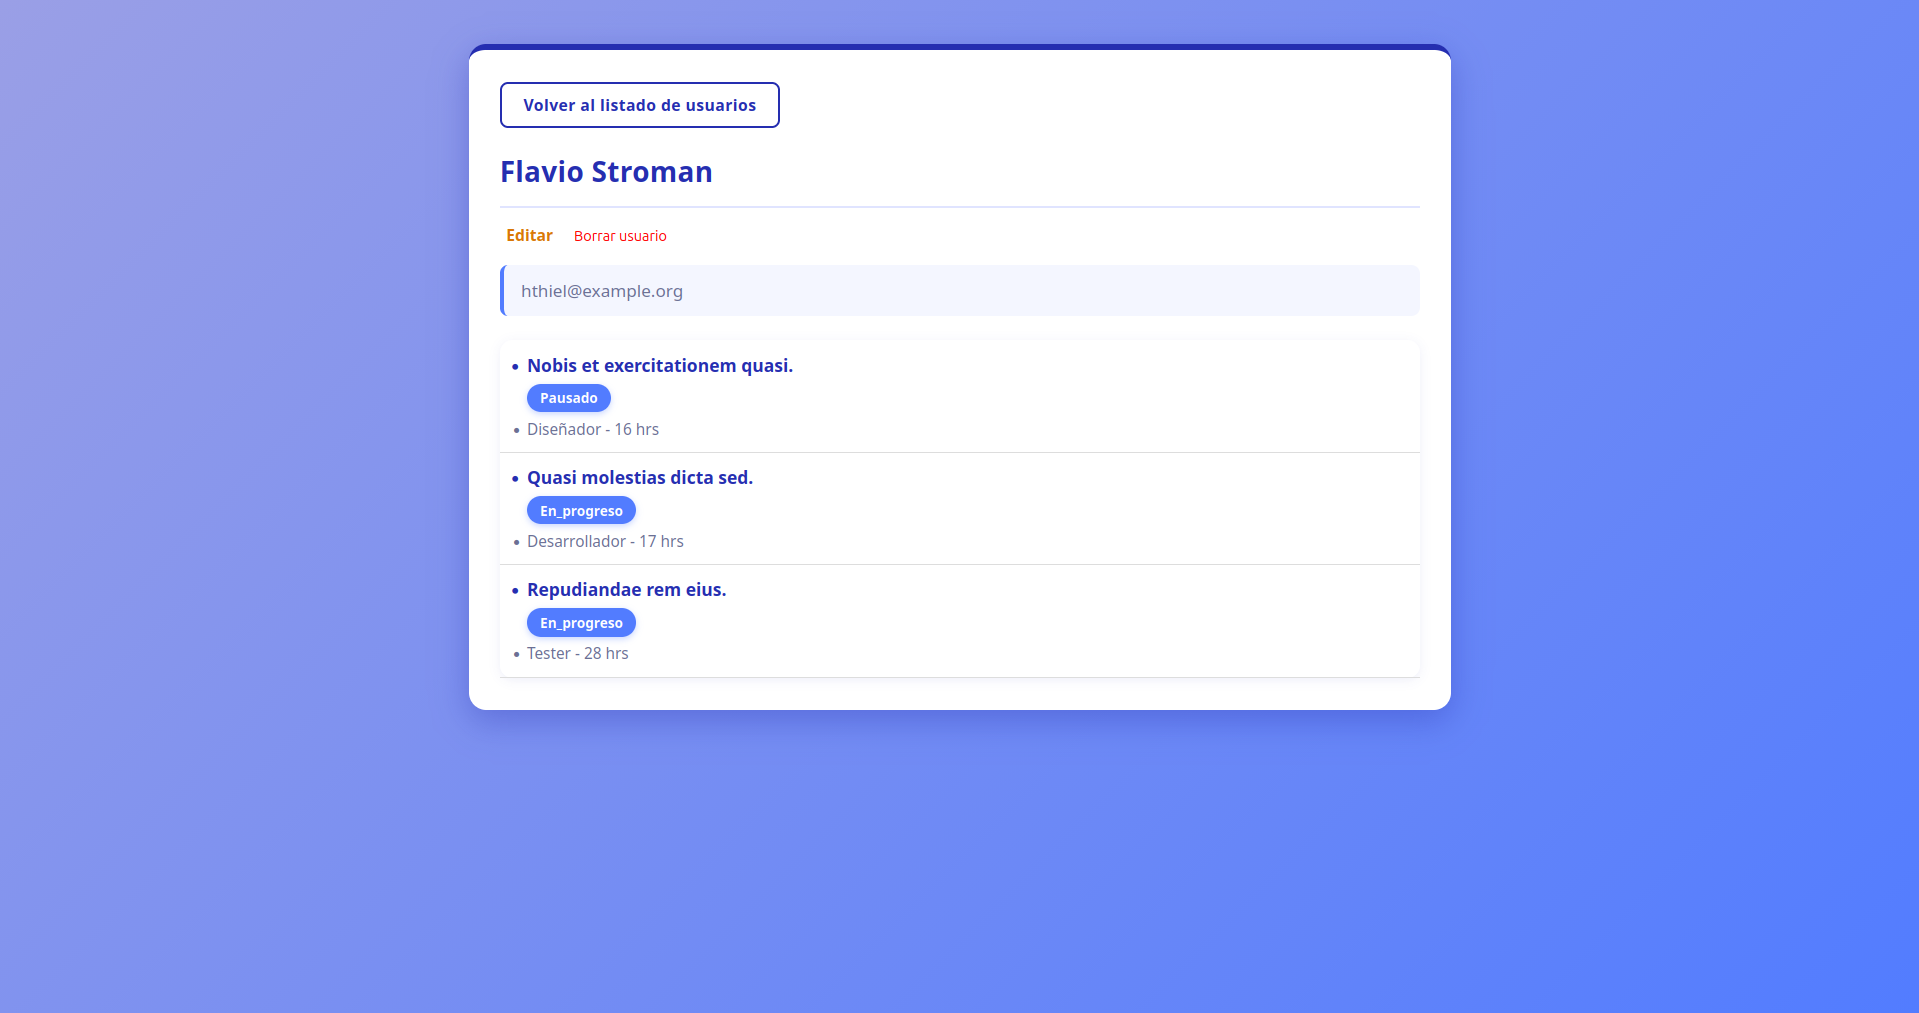 Volver al listado de usuarios
Flavio Stroman
Editar Borrar usuario
hthiel@example.org
• Nobis et exercitationem quasi.
Pausado
• Diseñador - 16 hrs
• Quasi molestias dicta sed.
En_progreso
• Desarrollador - 17 hrs
• Repudiandae rem eius.
En_progreso
• Tester - 28 hrs